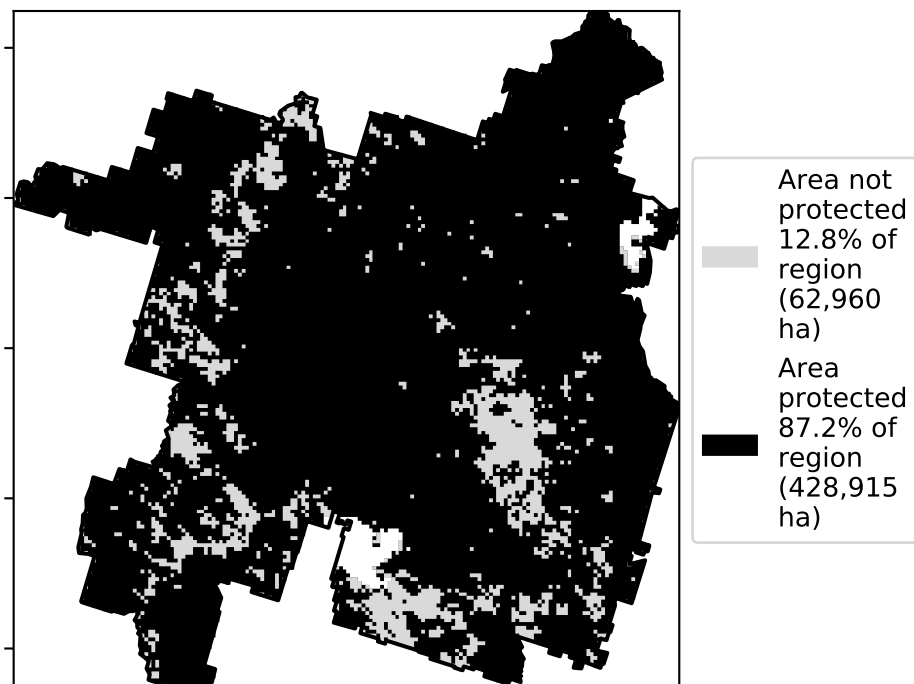 Area not
protected
12.8% of
region
(62,960
ha)
Area
protected
87.2% of
region
(428,915
ha)